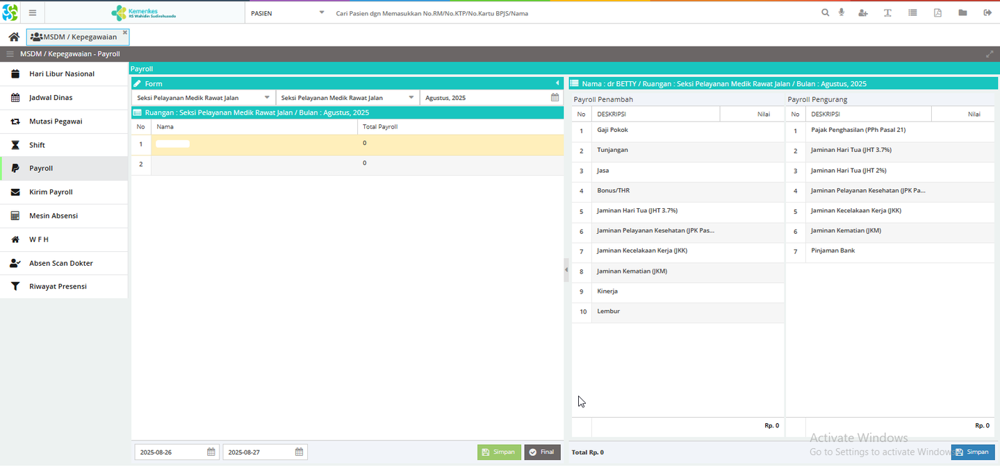 Kemenkes
RS Wahidin Sudirohusodo
PASIEN
Cari Pasien dgn Memasukkan No.RM/No.KTP/No.Kartu BPJS/Nama
MSDM / Kepegawaian
MSDM / Kepegawaian - Payroll
Hari Libur Nasional
Jadwal Dinas
Mutasi Pegawai
Shift
Payroll
Kirim Payroll
Mesin Absensi
W F H
Absen Scan Dokter
Riwayat Presensi
Payroll
Form
Seksi Pelayanan Medik Rawat Jalan
Seksi Pelayanan Medik Rawat Jalan
Agustus, 2025
Ruangan : Seksi Pelayanan Medik Rawat Jalan / Bulan : Agustus, 2025
No Nama Total Payroll
1 0
2 0
2025-08-26
2025-08-27
Simpan
Final
Nama : dr BETTY / Ruangan : Seksi Pelayanan Medik Rawat Jalan / Bulan : Agustus, 2025
Payroll Penambah
No DESKRIPSI Nilai
1 Gaji Pokok
2 Tunjangan
3 Jasa
4 Bonus/THR
5 Jaminan Hari Tua (JHT 3.7%)
6 Jaminan Pelayanan Kesehatan (JPK Pas...
7 Jaminan Kecelakaan Kerja (JKK)
8 Jaminan Kematian (JKM)
9 Kinerja
10 Lembur
Rp. 0
Payroll Pengurang
No DESKRIPSI Nilai
1 Pajak Penghasilan (PPh Pasal 21)
2 Jaminan Hari Tua (JHT 3.7%)
3 Jaminan Hari Tua (JHT 2%)
4 Jaminan Pelayanan Kesehatan (JPK Pa...
5 Jaminan Kecelakaan Kerja (JKK)
6 Jaminan Kematian (JKM)
7 Pinjaman Bank
Rp. 0
Activate Windows
Go to Settings to activate Windows
Total Rp. 0
Simpan